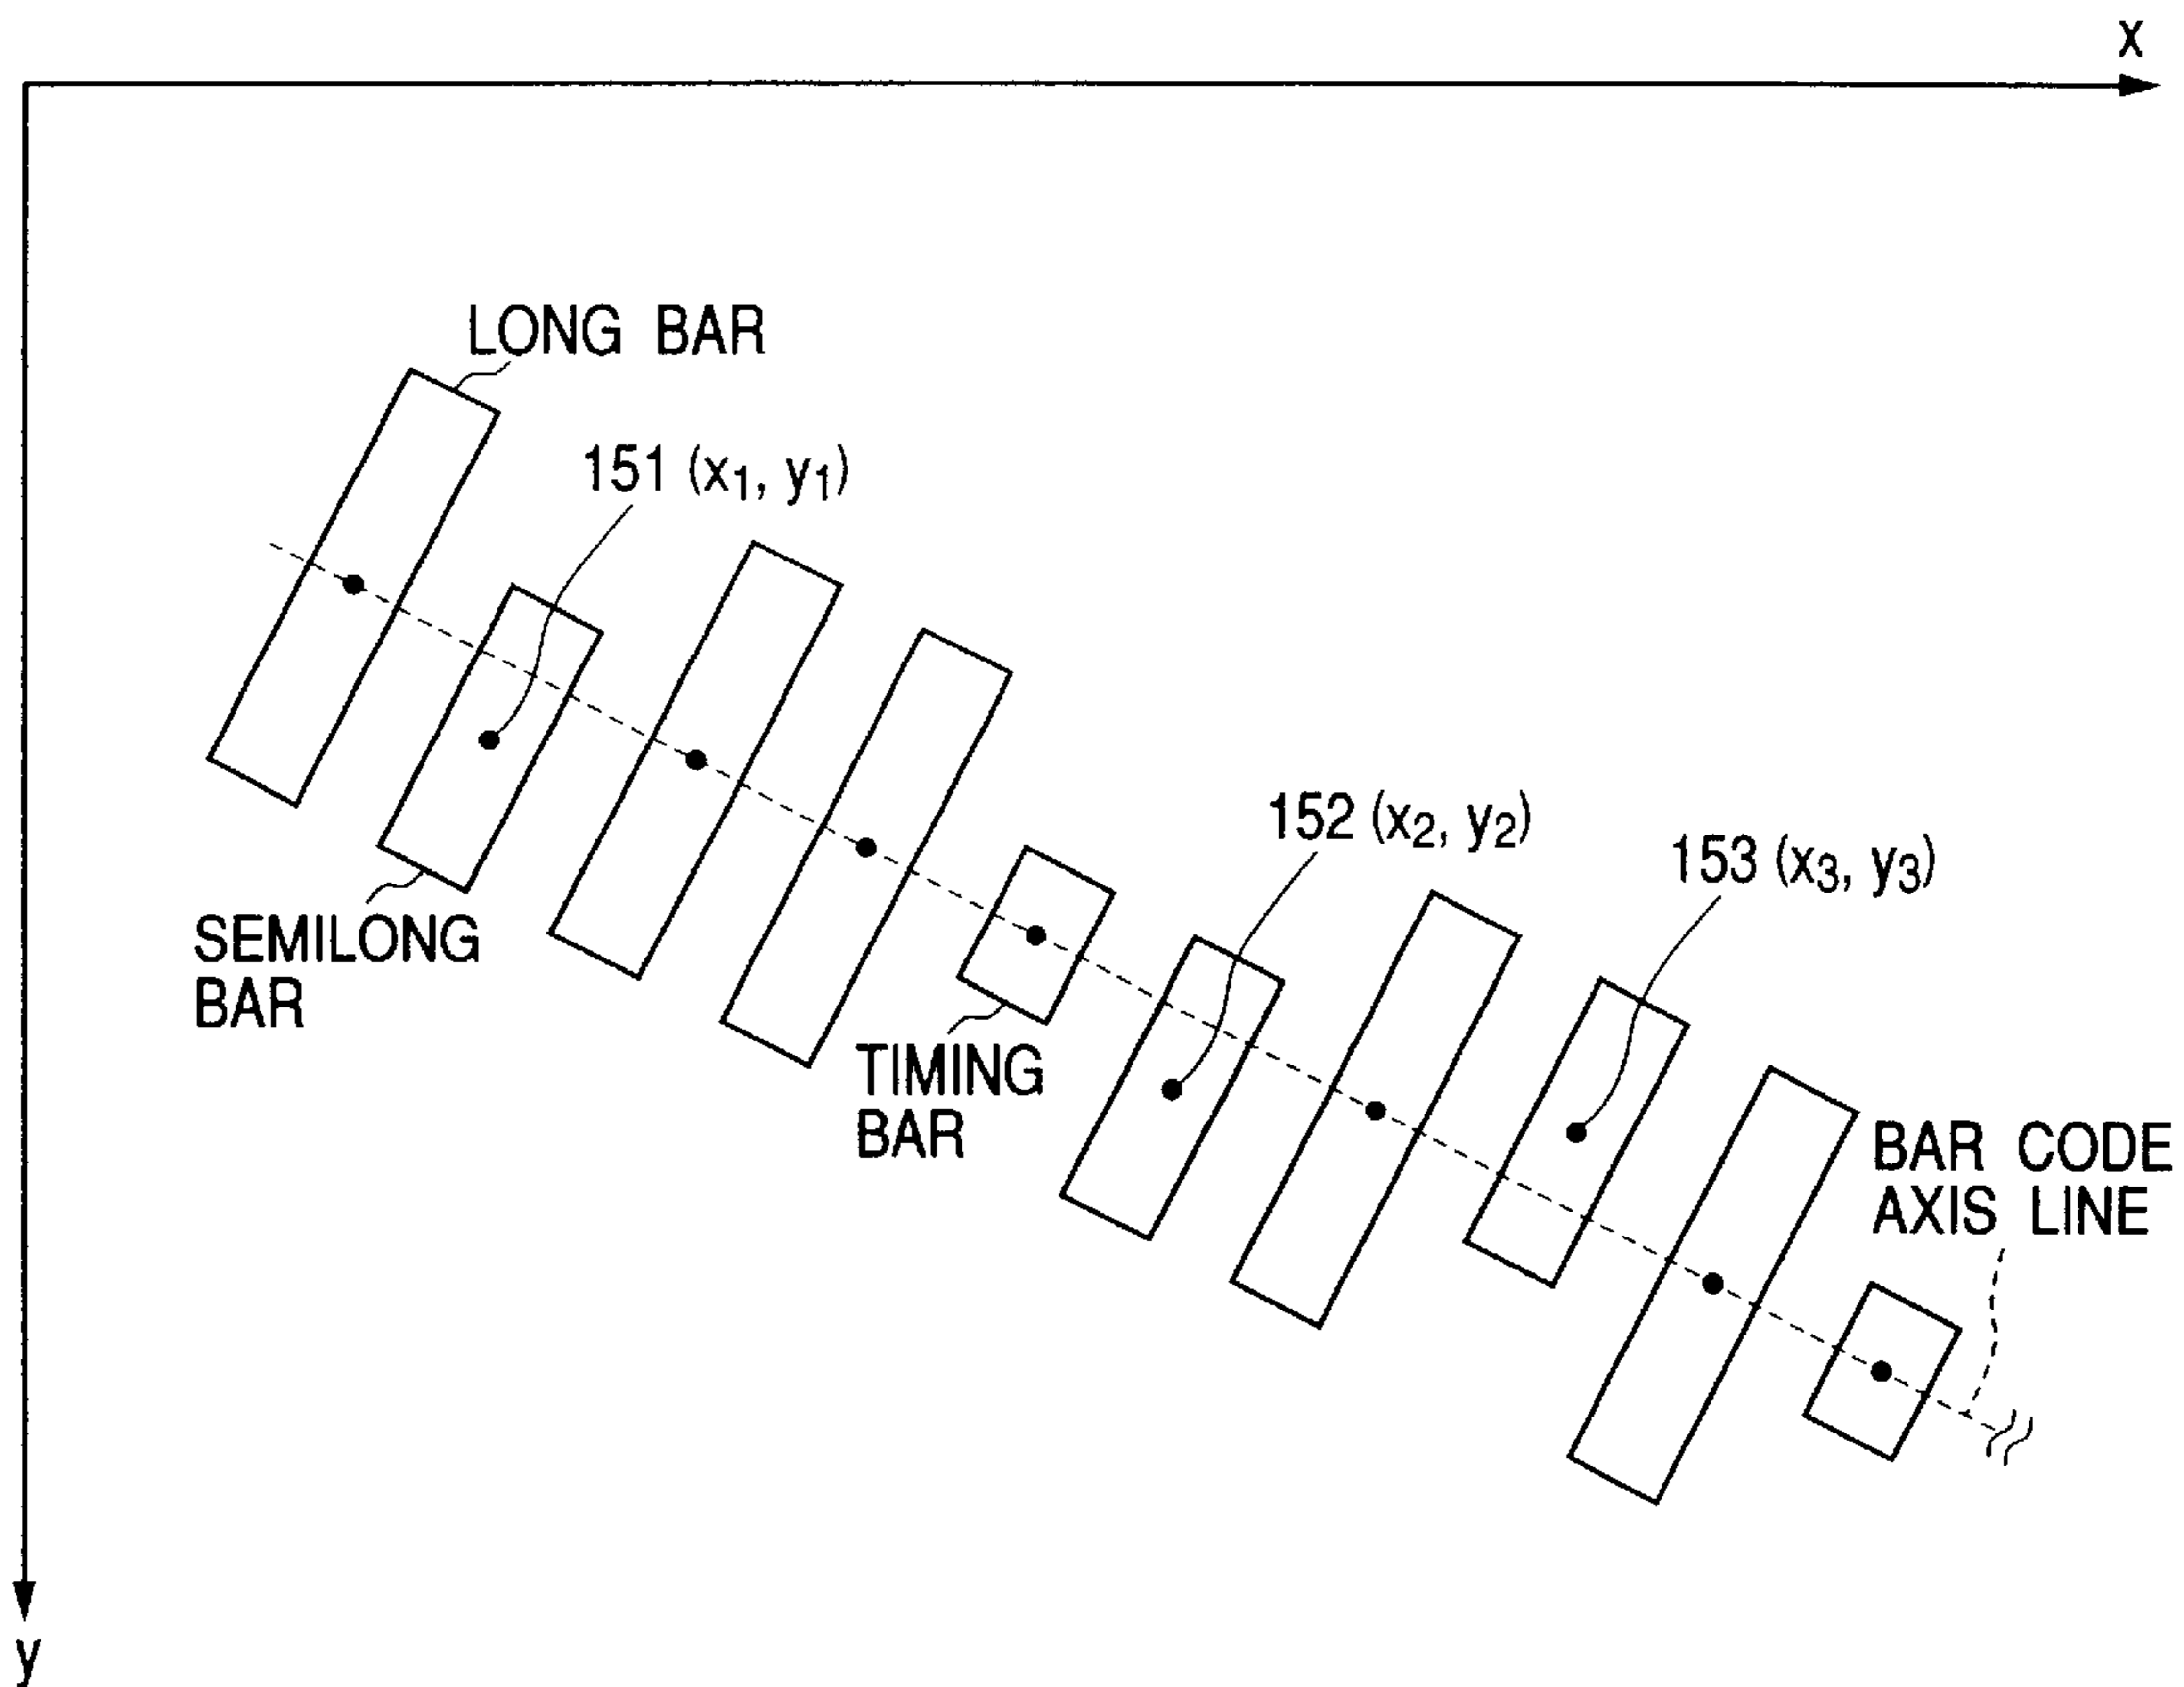 x
LONG BAR
151 (x₁, y₁)
152 (x₂, y₂)
153 (x₃, y₃)
SEMILONG
BAR
TIMING
BAR
BAR CODE
AXIS LINE
y